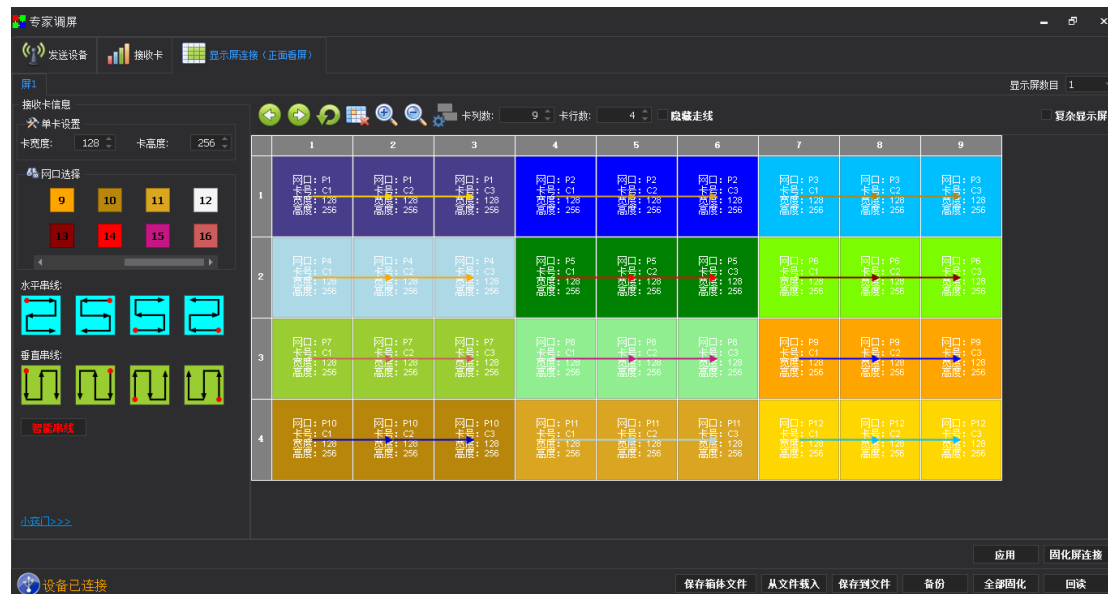 专家调屏
发送设备 接收卡 显示屏连接（正面看屏）
屏1 显示屏数目 1
接收卡信息
单卡设置
卡宽度: 128 卡高度: 256
卡列数: 9 卡行数: 4 隐藏走线 复杂显示屏
网口选择
9 10 11 12
13 14 15 16
水平串线:
垂直串线:
智能串线
小窍门>>>
1 2 3 4 5 6 7 8 9
1
网口: P1 网口: P1 网口: P1 网口: P2 网口: P2 网口: P2 网口: P3 网口: P3 网口: P3
卡号: C1 卡号: C2 卡号: C3 卡号: C1 卡号: C2 卡号: C3 卡号: C1 卡号: C2 卡号: C3
宽度: 128 宽度: 128 宽度: 128 宽度: 128 宽度: 128 宽度: 128 宽度: 128 宽度: 128 宽度: 128
高度: 256 高度: 256 高度: 256 高度: 256 高度: 256 高度: 256 高度: 256 高度: 256 高度: 256
2
网口: P4 网口: P4 网口: P4 网口: P5 网口: P5 网口: P5 网口: P6 网口: P6 网口: P6
卡号: C1 卡号: C2 卡号: C3 卡号: C1 卡号: C2 卡号: C3 卡号: C1 卡号: C2 卡号: C3
宽度: 128 宽度: 128 宽度: 128 宽度: 128 宽度: 128 宽度: 128 宽度: 128 宽度: 128 宽度: 128
高度: 256 高度: 256 高度: 256 高度: 256 高度: 256 高度: 256 高度: 256 高度: 256 高度: 256
3
网口: P7 网口: P7 网口: P7 网口: P8 网口: P8 网口: P8 网口: P9 网口: P9 网口: P9
卡号: C1 卡号: C2 卡号: C3 卡号: C1 卡号: C2 卡号: C3 卡号: C1 卡号: C2 卡号: C3
宽度: 128 宽度: 128 宽度: 128 宽度: 128 宽度: 128 宽度: 128 宽度: 128 宽度: 128 宽度: 128
高度: 256 高度: 256 高度: 256 高度: 256 高度: 256 高度: 256 高度: 256 高度: 256 高度: 256
4
网口: P10 网口: P10 网口: P10 网口: P11 网口: P11 网口: P11 网口: P12 网口: P12 网口: P12
卡号: C1 卡号: C2 卡号: C3 卡号: C1 卡号: C2 卡号: C3 卡号: C1 卡号: C2 卡号: C3
宽度: 128 宽度: 128 宽度: 128 宽度: 128 宽度: 128 宽度: 128 宽度: 128 宽度: 128 宽度: 128
高度: 256 高度: 256 高度: 256 高度: 256 高度: 256 高度: 256 高度: 256 高度: 256 高度: 256
应用 固化屏连接
设备已连接 保存箱体文件 从文件载入 保存到文件 备份 全部固化 回读